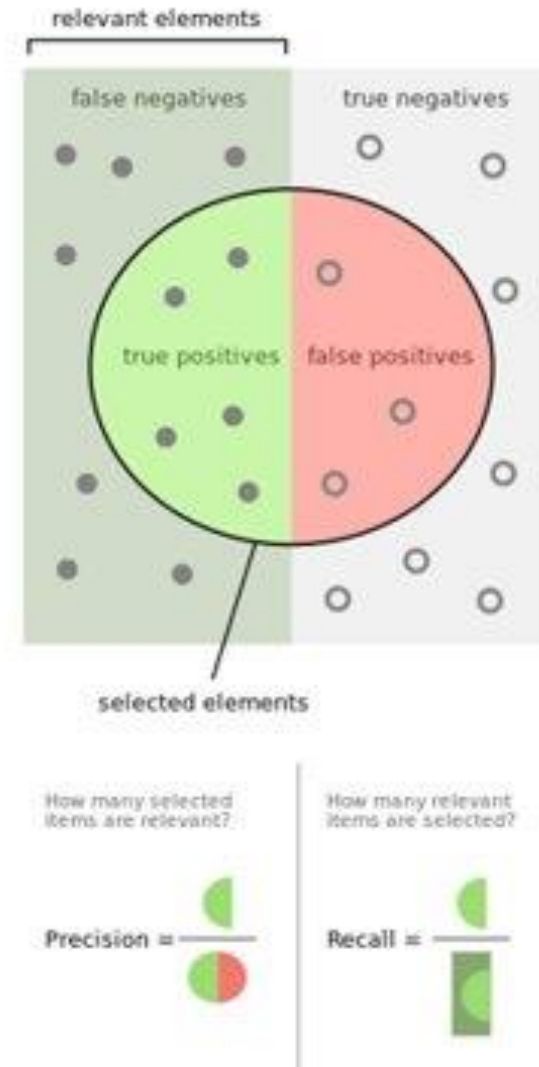 relevant elements
false negatives
true negatives
true positives
false positives
selected elements
How many selected
items are relevant?
Precision =
How many relevant
items are selected?
Recall =